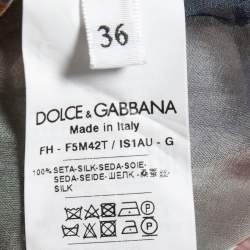 36
DOLCE & GABBANA
Made in Italy
FH - F5M42T / IS1AU - G
100% SETA-SILK-SEDA-SOIE-
SEDA-SEIDE-ШЕЛК -
SILK